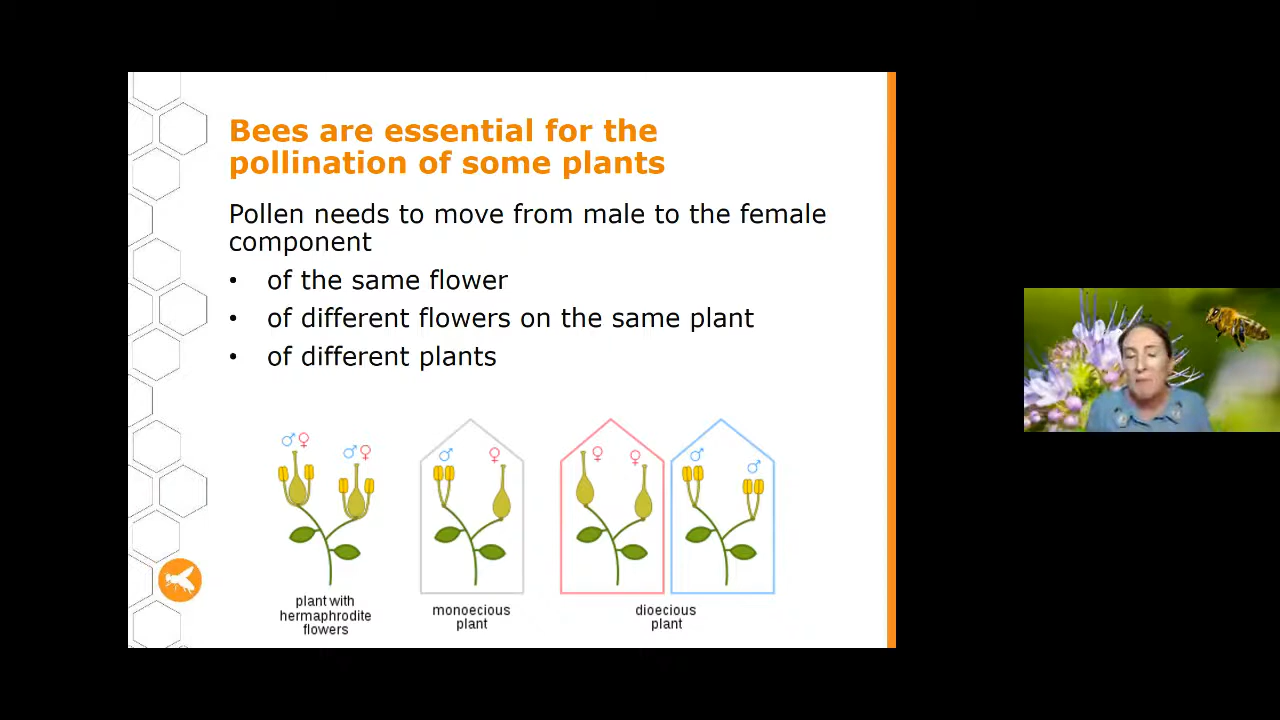 Bees are essential for the
pollination of some plants
Pollen needs to move from male to the female
component
• of the same flower
• of different flowers on the same plant
• of different plants
♂♀ ♂♀
♂ ♀
♀ ♀
♂ ♂
plant with
hermaphrodite
flowers
monoecious
plant
dioecious
plant